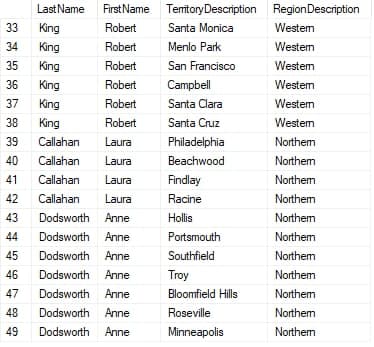 LastName FirstName TerritoryDescription RegionDescription
33 King Robert Santa Monica Western
34 King Robert Menlo Park Western
35 King Robert San Francisco Western
36 King Robert Campbell Western
37 King Robert Santa Clara Western
38 King Robert Santa Cruz Western
39 Callahan Laura Philadelphia Northern
40 Callahan Laura Beachwood Northern
41 Callahan Laura Findlay Northern
42 Callahan Laura Racine Northern
43 Dodsworth Anne Hollis Northern
44 Dodsworth Anne Portsmouth Northern
45 Dodsworth Anne Southfield Northern
46 Dodsworth Anne Troy Northern
47 Dodsworth Anne Bloomfield Hills Northern
48 Dodsworth Anne Roseville Northern
49 Dodsworth Anne Minneapolis Northern